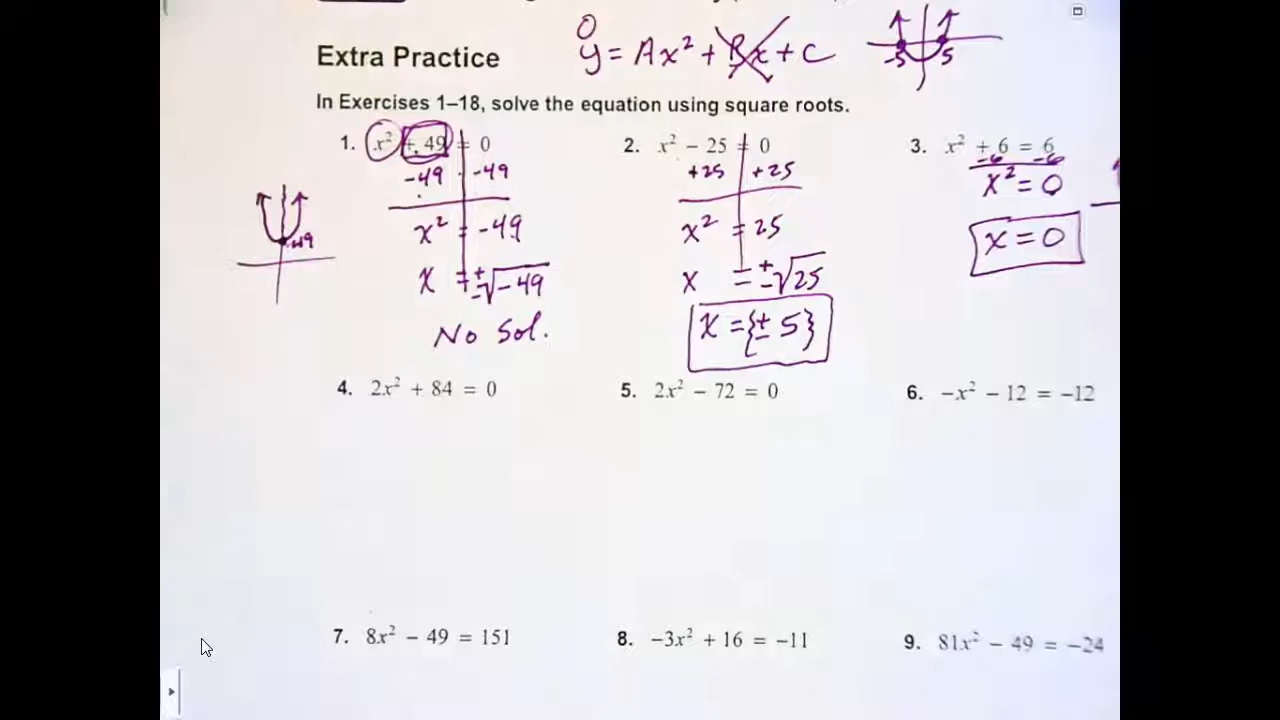 0
y = Ax² + Bx + C
-5 5
Extra Practice
In Exercises 1–18, solve the equation using square roots.
1. x² + 49 = 0
-49 -49
x² = -49
x = ±√-49
No Sol.
49
2. x² − 25 = 0
+25 +25
x² = 25
x = ±√25
x = {± 5}
3. x² + 6 = 6
-6 -6
x² = 0
x = 0
4. 2x² + 84 = 0
5. 2x² − 72 = 0
6. −x² − 12 = −12
7. 8x² − 49 = 151
8. −3x² + 16 = −11
9. 81x² − 49 = −24